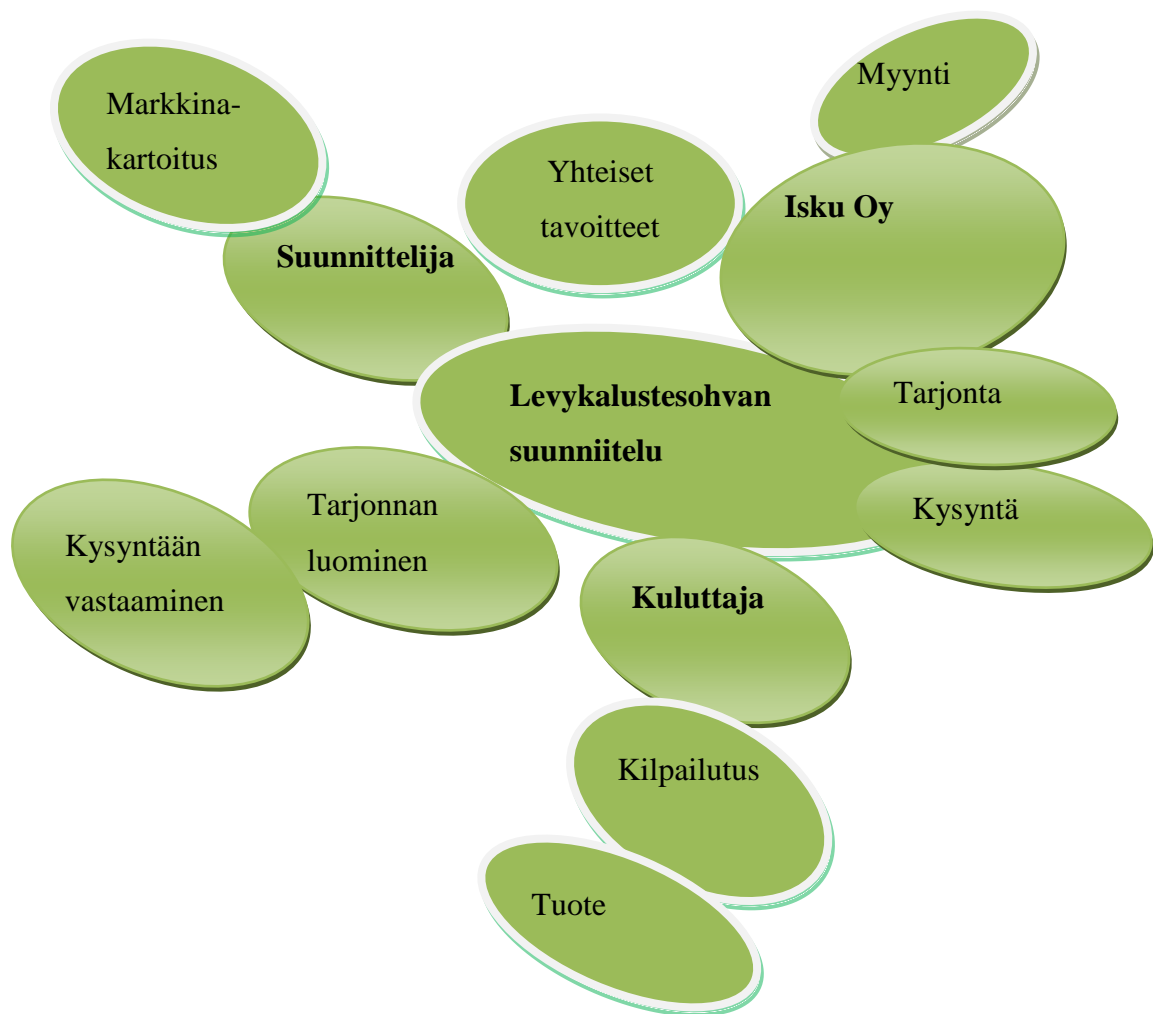 Myynti
Markkina-
kartoitus
Yhteiset
tavoitteet
Isku Oy
Suunnittelija
Levykalustesohvan
suunniitelu
Tarjonta
Kysyntä
Tarjonnan
luominen
Kysyntään
vastaaminen
Kuluttaja
Kilpailutus
Tuote